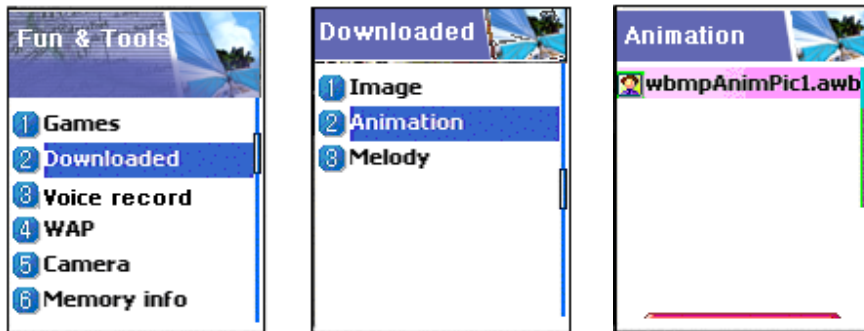 Fun & Tools
1 Games
2 Downloaded
3 Voice record
4 WAP
5 Camera
6 Memory info
Downloaded
1 Image
2 Animation
3 Melody
Animation
wbmpAnimPic1.awb